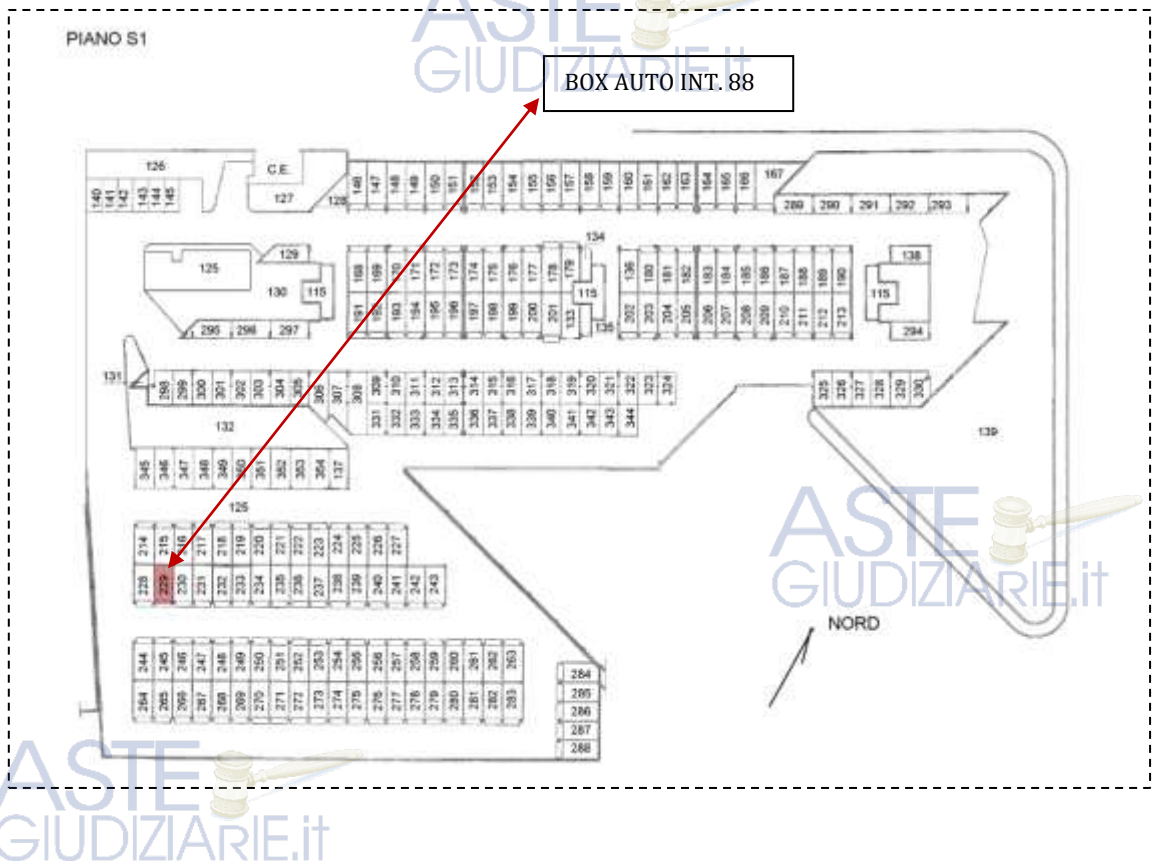 ASTE
GIUDIZIARIE.it
PIANO S1
BOX AUTO INT. 88
126
C.E.
127
128
140 141 142 143 144 145
146 147 148 149 150 151 152 153 154 155 156 157 158 159 160 161 162 163 164 165 166 167
289 290 291 292 293
125
129
130
115
134
138
168 169 170 171 172 173 174 175 176 177 178 179
136 180 181 182 183 184 185 186 187 188 189 190
115
115
191 192 193 194 195 196 197 198 199 200 201 133 135
202 203 204 205 206 207 208 209 210 211 212 213
295 296 297
294
131
298 299 300 301 302 303 304 305 306 307 308 309 310 311 312 313 314 315 316 317 318 319 320 321 322 323 324
325 326 327 328 329 330
132
331 332 333 334 335 336 337 338 339 340 341 342 343 344
139
345 346 347 348 349 350 351 352 353 354 137
125
ASTE
GIUDIZIARIE.it
214 215 216 217 218 219 220 221 222 223 224 225 226 227
228 229 230 231 232 233 234 235 236 237 238 239 240 241 242 243
NORD
244 245 246 247 248 249 250 251 252 253 254 255 256 257 258 259 260 261 262 263
264 265 266 267 268 269 270 271 272 273 274 275 276 277 278 279 280 281 282 283
284
285
286
287
288
ASTE
GIUDIZIARIE.it